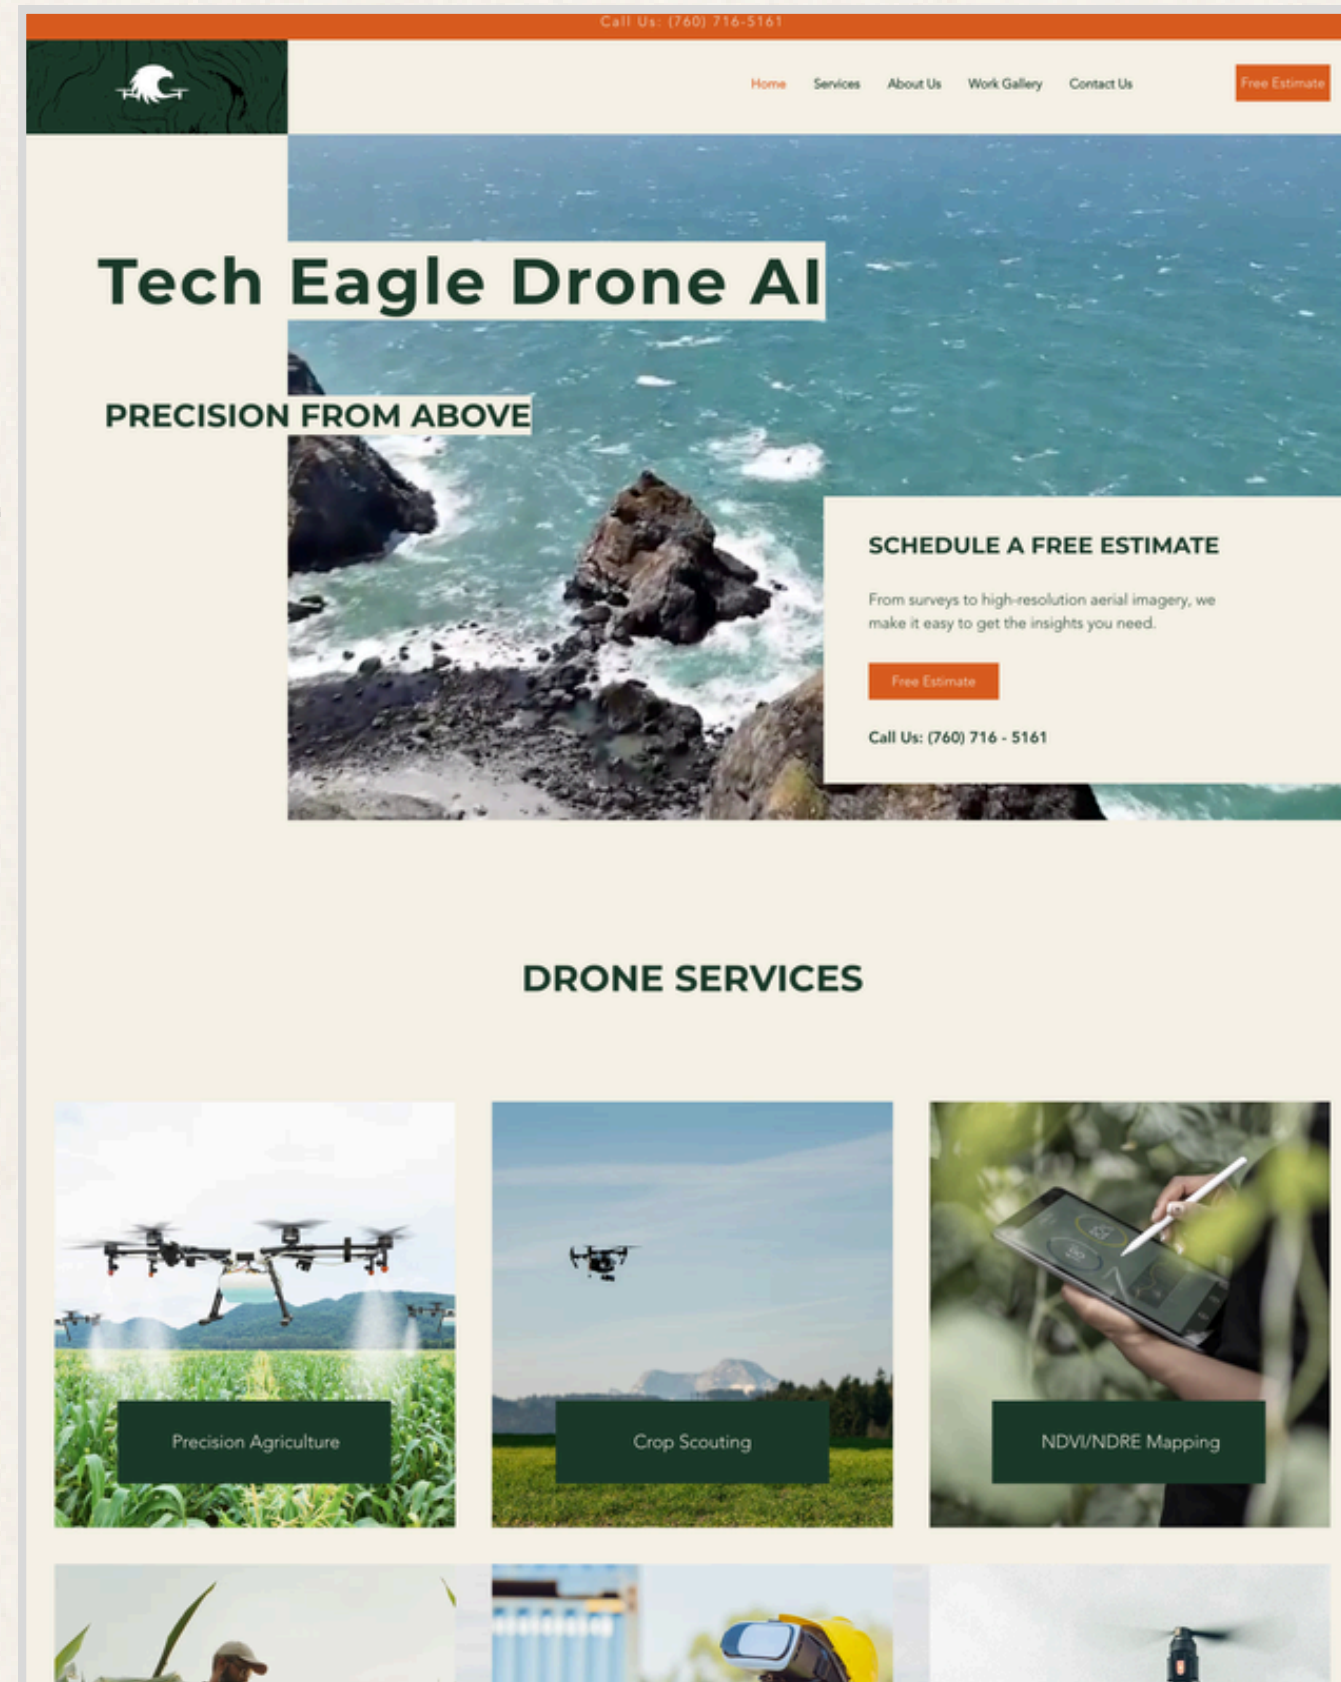 Call Us: (760) 716-5161
Home Services About Us Work Gallery Contact Us Free Estimate
Tech Eagle Drone AI
PRECISION FROM ABOVE
SCHEDULE A FREE ESTIMATE
From surveys to high-resolution aerial imagery, we
make it easy to get the insights you need.
Free Estimate
Call Us: (760) 716 - 5161
DRONE SERVICES
Precision Agriculture
Crop Scouting
NDVI/NDRE Mapping